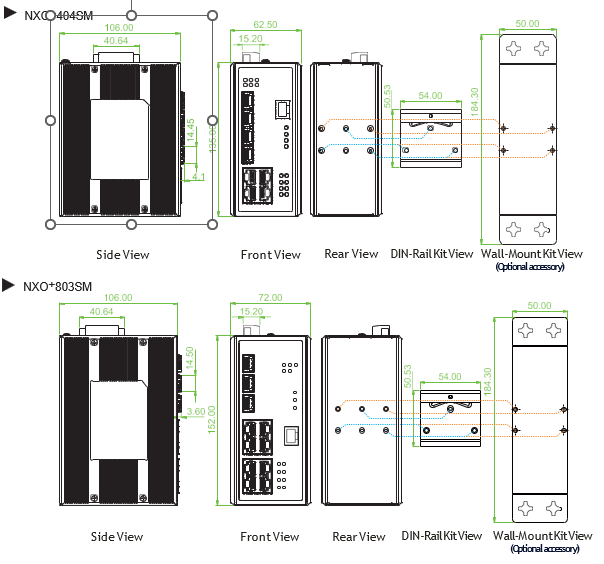 NXO+404SM
106.00
40.64
62.50
15.20
50.00
54.00
50.53
184.30
14.45
4.1
Side View
Front View
Rear View
DIN-Rail Kit View
Wall-Mount Kit View
(Optional accessory)
NXO+803SM
106.00
40.64
72.00
15.20
50.00
54.00
50.53
184.30
14.50
3.60
152.00
Side View
Front View
Rear View
DIN-Rail Kit View
Wall-Mount Kit View
(Optional accessory)